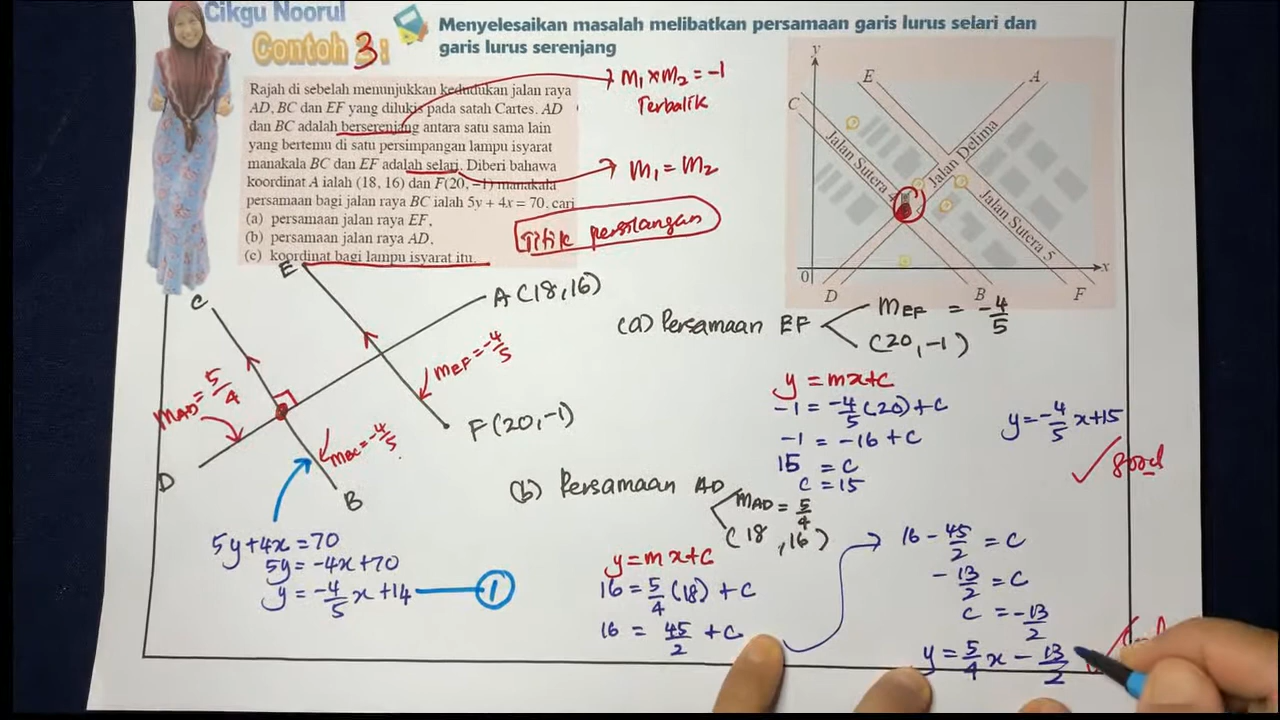 Cikgu Noorul
Contoh 3:
Menyelesaikan masalah melibatkan persamaan garis lurus selari dan
garis lurus serenjang
Rajah di sebelah menunjukkan kedudukan jalan raya
AD, BC dan EF yang dilukis pada satah Cartes. AD
dan BC adalah berserenjang antara satu sama lain
yang bertemu di satu persimpangan lampu isyarat
manakala BC dan EF adalah selari. Diberi bahawa
koordinat A ialah (18, 16) dan F(20, −1) manakala
persamaan bagi jalan raya BC ialah 5y + 4x = 70, cari
(a) persamaan jalan raya EF,
(b) persamaan jalan raya AD,
(c) koordinat bagi lampu isyarat itu.
m₁ × m₂ = -1
Terbalik
m₁ = m₂
Titik persilangan
y
E
A
C
Jalan Sutera 4
Jalan Delima
Jalan Sutera 5
0
x
D
B
F
E
C
A (18,16)
m_AD = 5/4
m_EF = -4/5
m_BC = -4/5
F(20,-1)
D
B
5y+4x=70
5y = -4x+70
y = -4/5 x +14
1
(a) Persamaan EF
m_EF = -4/5
(20,-1)
y = mx+c
-1 = -4/5 (20) + c
-1 = -16 + c
15 = c
c = 15
y = -4/5 x + 15
good
(b) Persamaan AD
m_AD = 5/4
(18, 16)
y = mx+c
16 = 5/4 (18) + c
16 = 45/2 + c
16 - 45/2 = c
-13/2 = c
c = -13/2
y = 5/4 x - 13/2